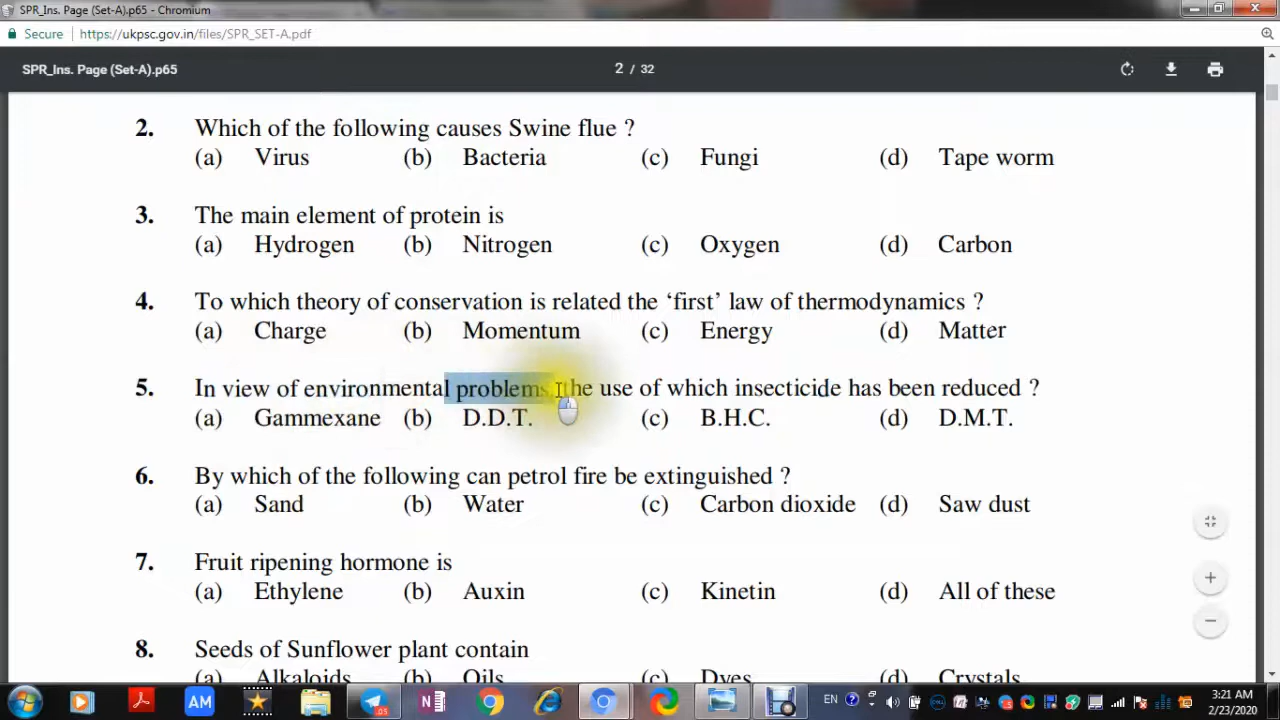 SPR_Ins. Page (Set-A).p65 - Chromium
Secure https://ukpsc.gov.in/files/SPR_SET-A.pdf
SPR_Ins. Page (Set-A).p65 2 / 32
2. Which of the following causes Swine flue ?
(a) Virus (b) Bacteria (c) Fungi (d) Tape worm
3. The main element of protein is
(a) Hydrogen (b) Nitrogen (c) Oxygen (d) Carbon
4. To which theory of conservation is related the ‘first’ law of thermodynamics ?
(a) Charge (b) Momentum (c) Energy (d) Matter
5. In view of environmental problems, the use of which insecticide has been reduced ?
(a) Gammexane (b) D.D.T. (c) B.H.C. (d) D.M.T.
6. By which of the following can petrol fire be extinguished ?
(a) Sand (b) Water (c) Carbon dioxide (d) Saw dust
7. Fruit ripening hormone is
(a) Ethylene (b) Auxin (c) Kinetin (d) All of these
8. Seeds of Sunflower plant contain
(a) Alkaloids (b) Oils (c) Dyes (d) Crystals
AM EN 3:21 AM
2/23/2020